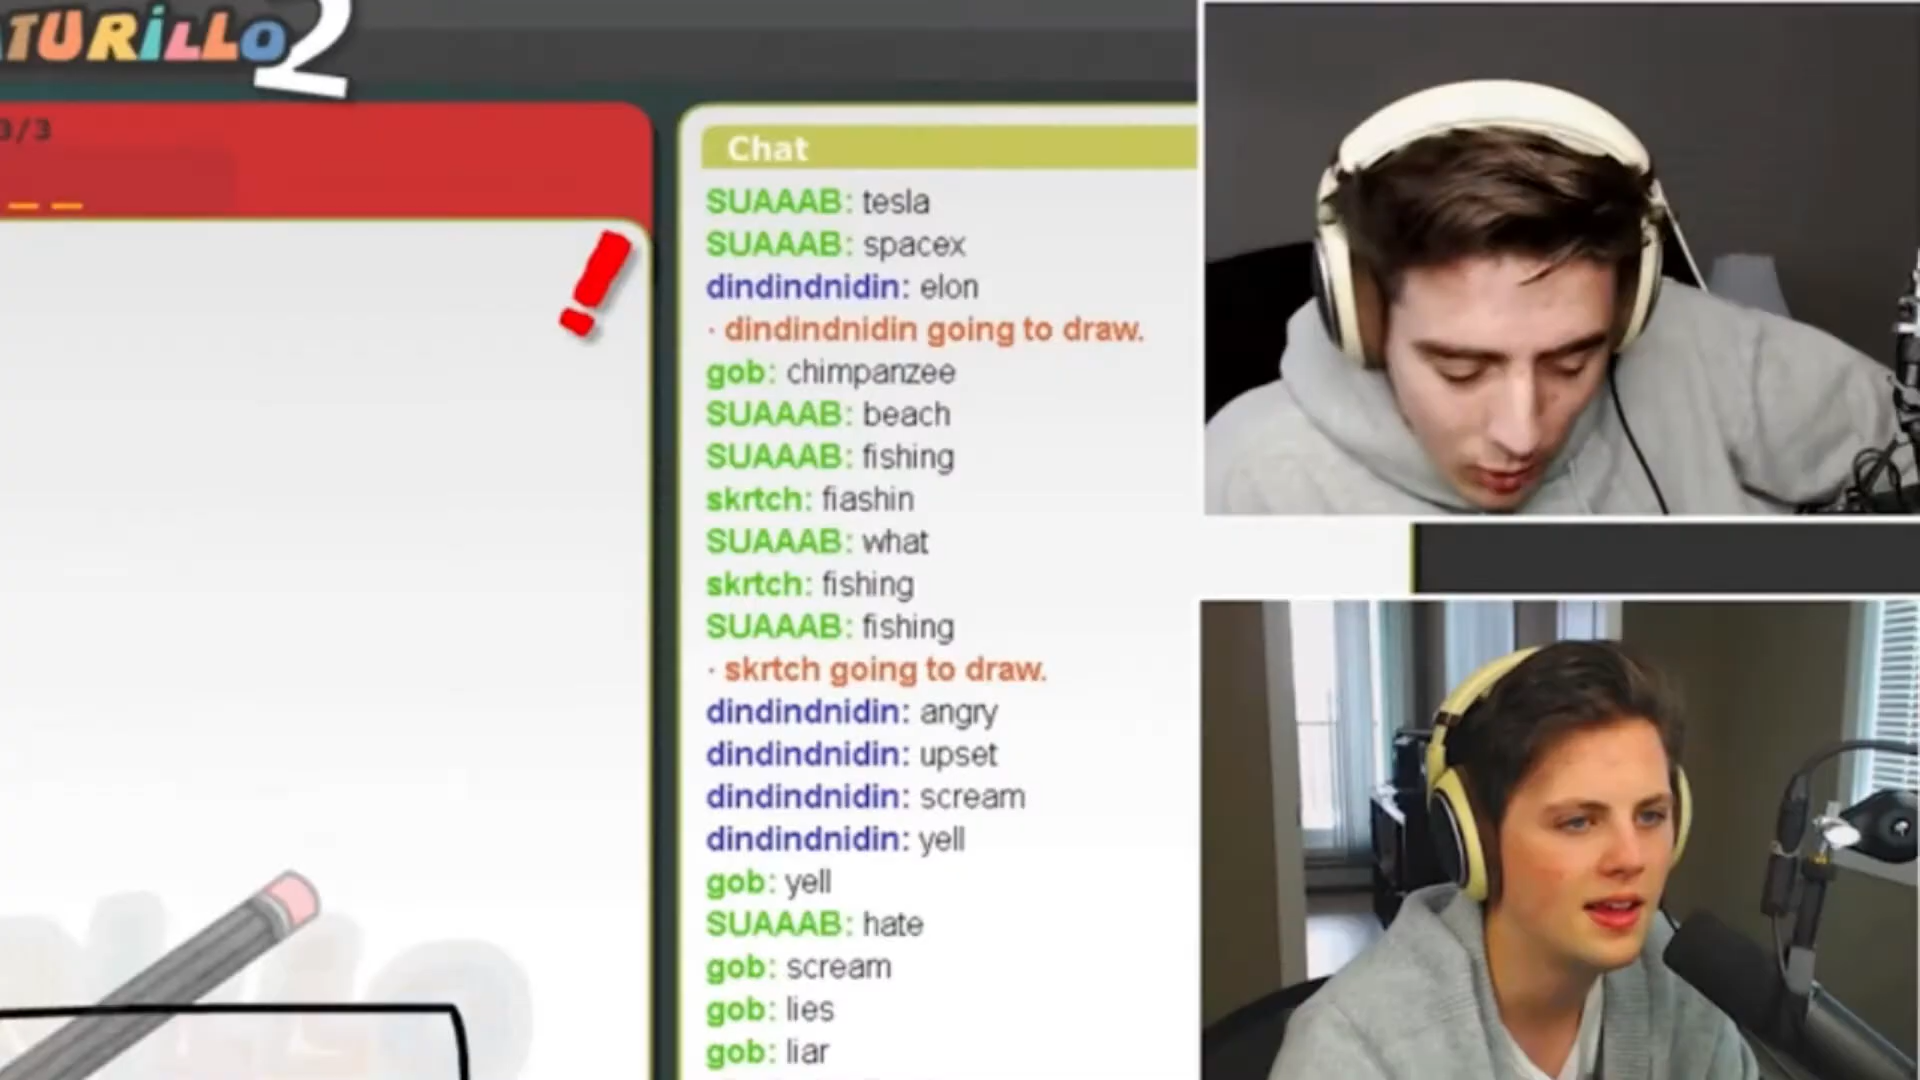 ATURILLO 2
3/3
Chat
SUAAAB: tesla
SUAAAB: spacex
dindindnidin: elon
· dindindnidin going to draw.
gob: chimpanzee
SUAAAB: beach
SUAAAB: fishing
skrtch: fiashin
SUAAAB: what
skrtch: fishing
SUAAAB: fishing
· skrtch going to draw.
dindindnidin: angry
dindindnidin: upset
dindindnidin: scream
dindindnidin: yell
gob: yell
SUAAAB: hate
gob: scream
gob: lies
gob: liar